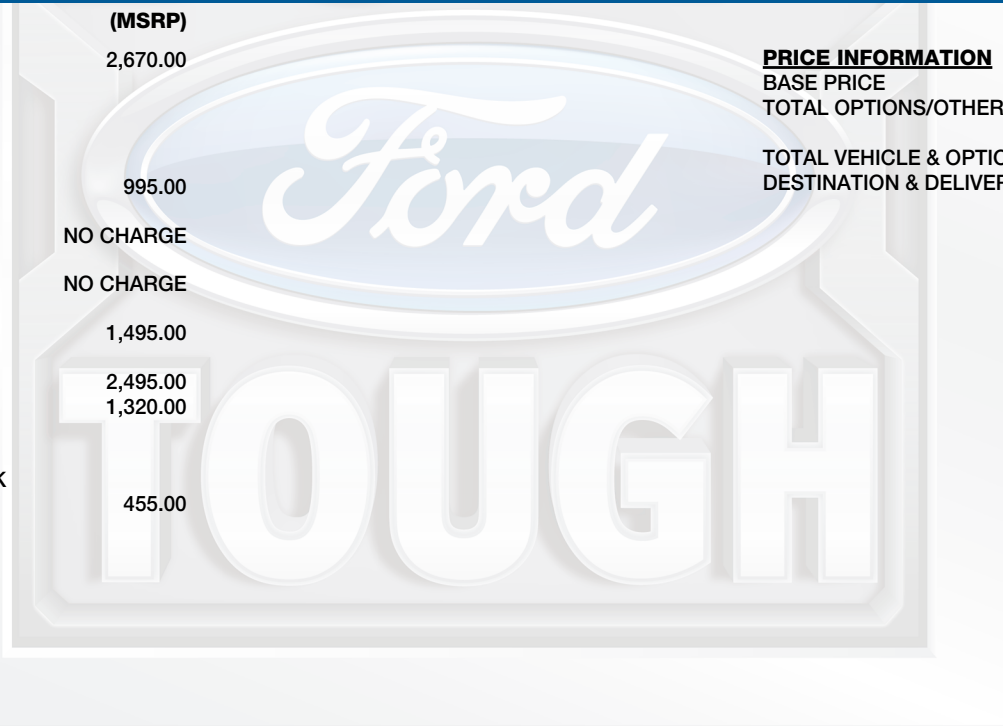 (MSRP)
2,670.00
995.00
NO CHARGE
NO CHARGE
1,495.00
2,495.00
1,320.00
K
455.00
PRICE INFORMATION
BASE PRICE
TOTAL OPTIONS/OTHER
TOTAL VEHICLE & OPTIO
DESTINATION & DELIVER
Ford
TOUGH